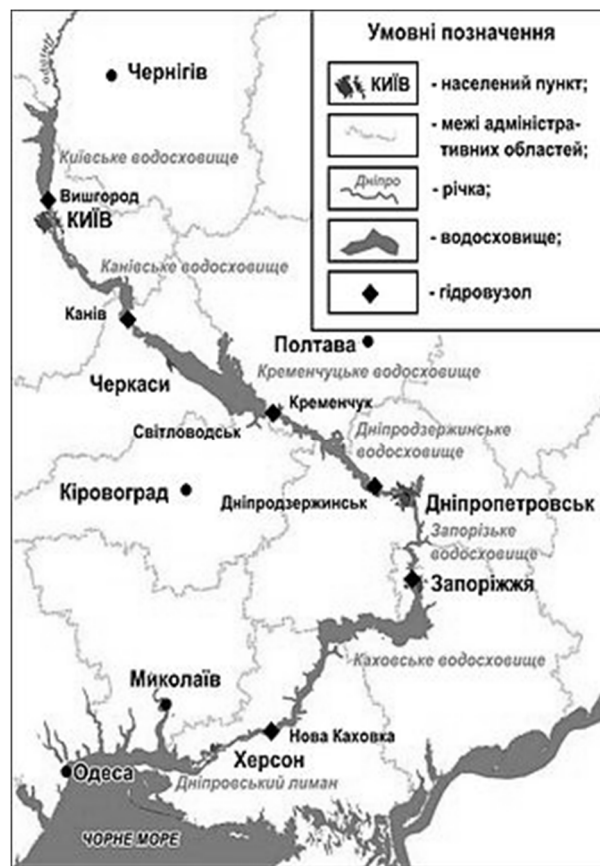 Умовні позначення
КИЇВ
- населений пункт;
- межі адміністра-
тивних областей;
Дніпро
- річка;
- водосховище;
- гідровузол
Дніпро
Чернігів
Київське водосховище
Вишгород
КИЇВ
Канівське водосховище
Канів
Полтава
Черкаси
Кременчуцьке водосховище
Кременчук
Світловодськ
Дніпродзержинське
водосховище
Кіровоград
Дніпродзержинськ
Дніпропетровськ
Запорізьке
водосховище
Запоріжжя
Каховське водосховище
Миколаїв
Нова Каховка
Херсон
Одеса
Дніпровський лиман
ЧОРНЕ МОРЕ